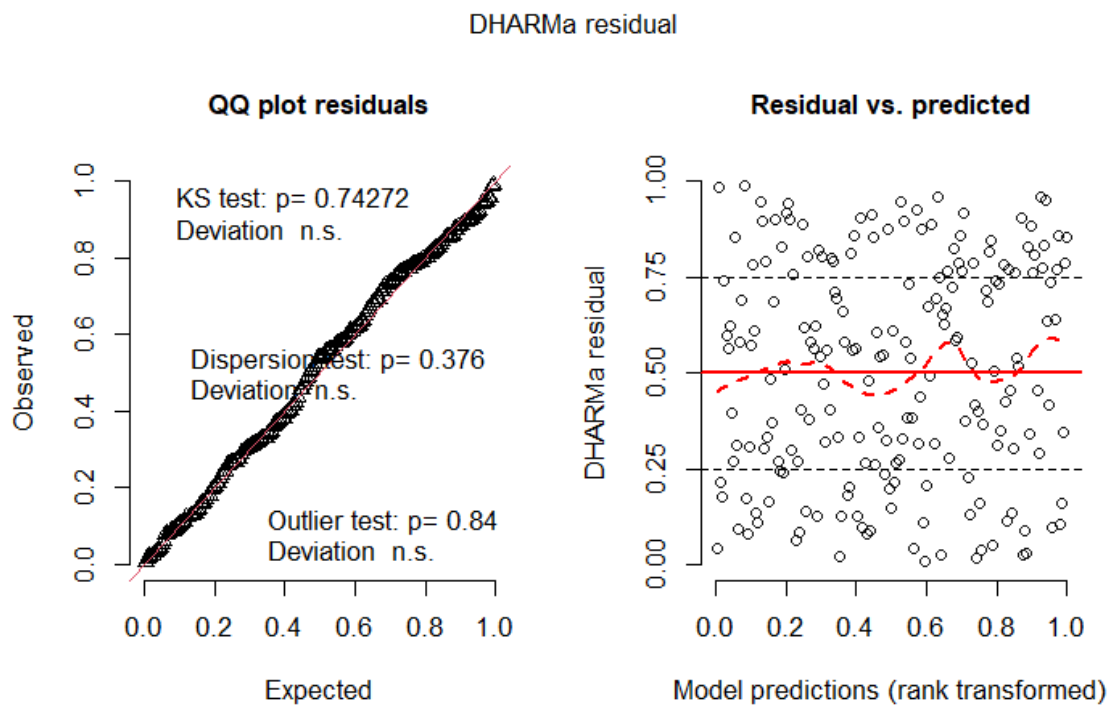 DHARMa residual
QQ plot residuals
KS test: p= 0.74272
Deviation n.s.
Dispersion test: p= 0.376
Deviation n.s.
Outlier test: p= 0.84
Deviation n.s.
Observed
0.0 0.2 0.4 0.6 0.8 1.0
0.0 0.2 0.4 0.6 0.8 1.0
Expected
Residual vs. predicted
DHARMa residual
0.00 0.25 0.50 0.75 1.00
0.0 0.2 0.4 0.6 0.8 1.0
Model predictions (rank transformed)